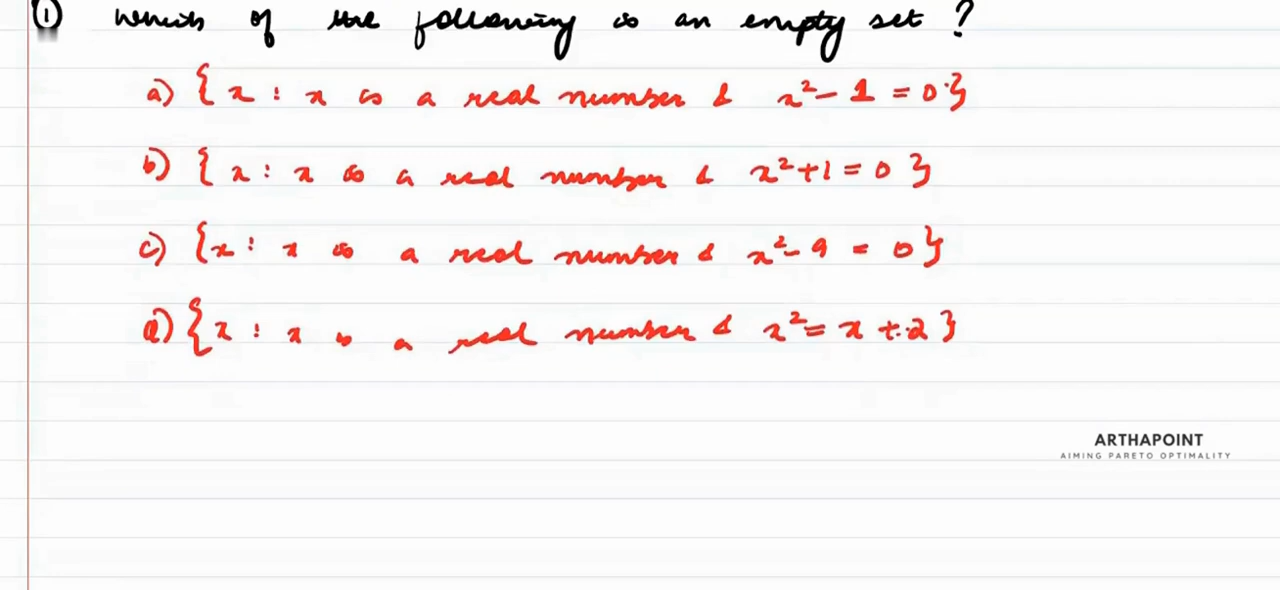 ① Which of the following is an empty set ?
a) { x : x is a real number & x² - 1 = 0 }
b) { x : x is a real number & x² + 1 = 0 }
c) { x : x is a real number & x² - 9 = 0 }
d) { x : x is a real number & x² = x + 2 }
ARTHAPOINT
AIMING PARETO OPTIMALITY